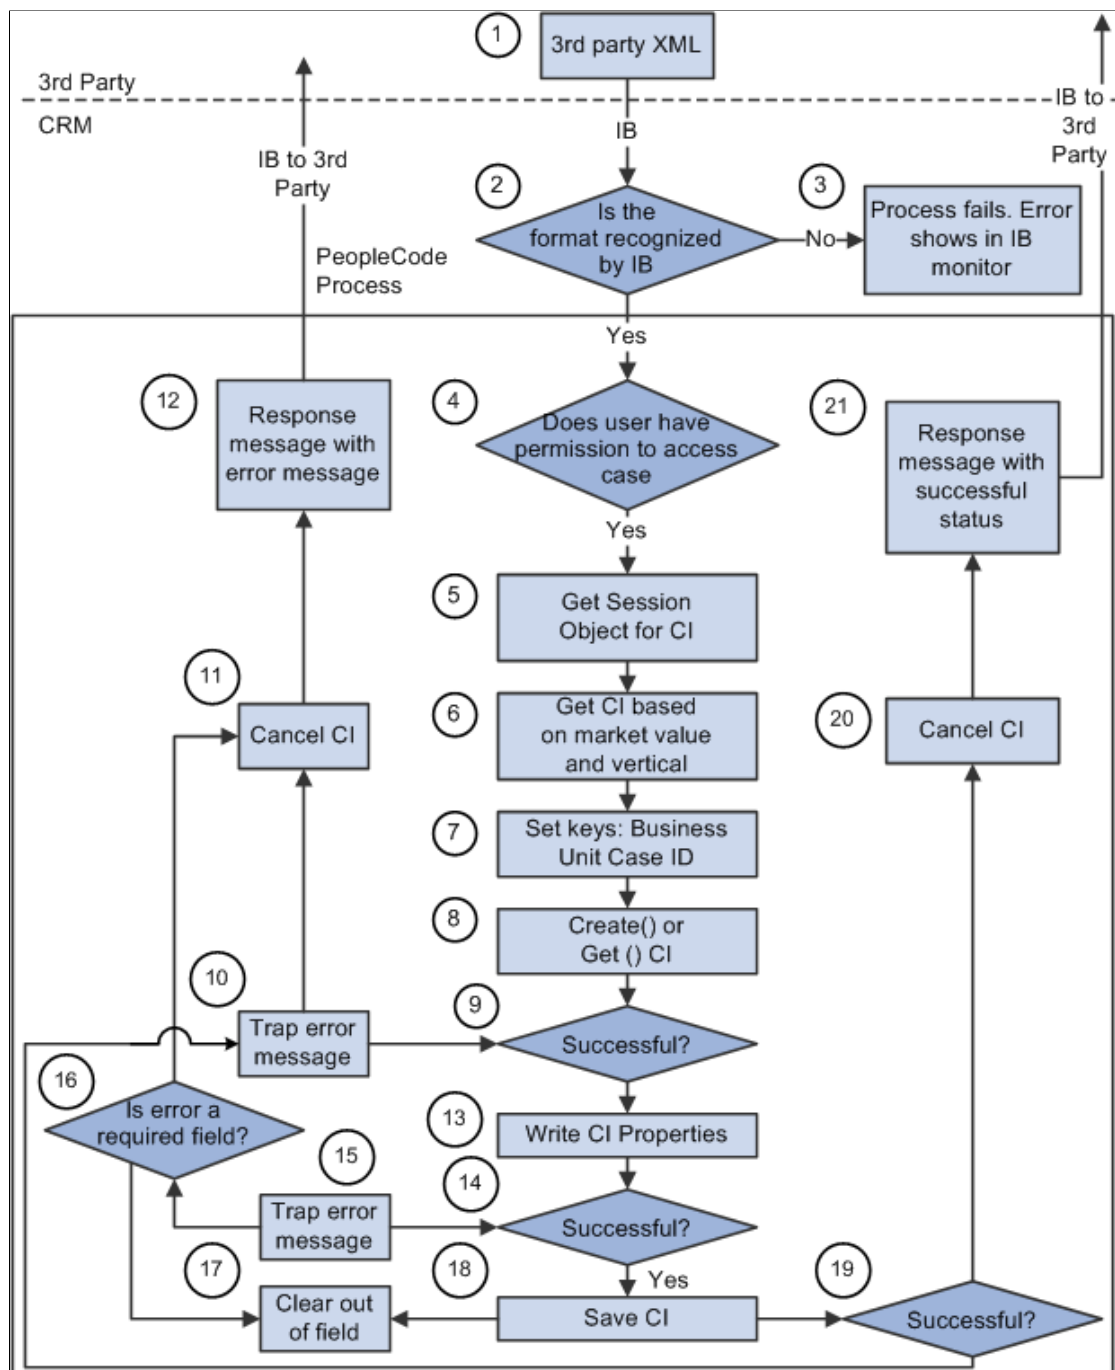 1
3rd party XML
3rd Party
CRM
IB
IB to 3rd
Party
IB to
3rd
Party
2
Is the
format recognized
by IB
No
3
Process fails. Error
shows in IB
monitor
PeopleCode
Process
Yes
12
Response
message with
error message
4
Does user have
permission to access
case
Yes
21
Response
message with
successful
status
5
Get Session
Object for CI
11
Cancel CI
6
Get CI based
on market value
and vertical
20
Cancel CI
7
Set keys: Business
Unit Case ID
8
Create() or
Get () CI
10
Trap error
message
9
Successful?
16
Is error a
required field?
13
Write CI Properties
15
Trap error
message
14
Successful?
Yes
17
Clear out
of field
18
Save CI
19
Successful?